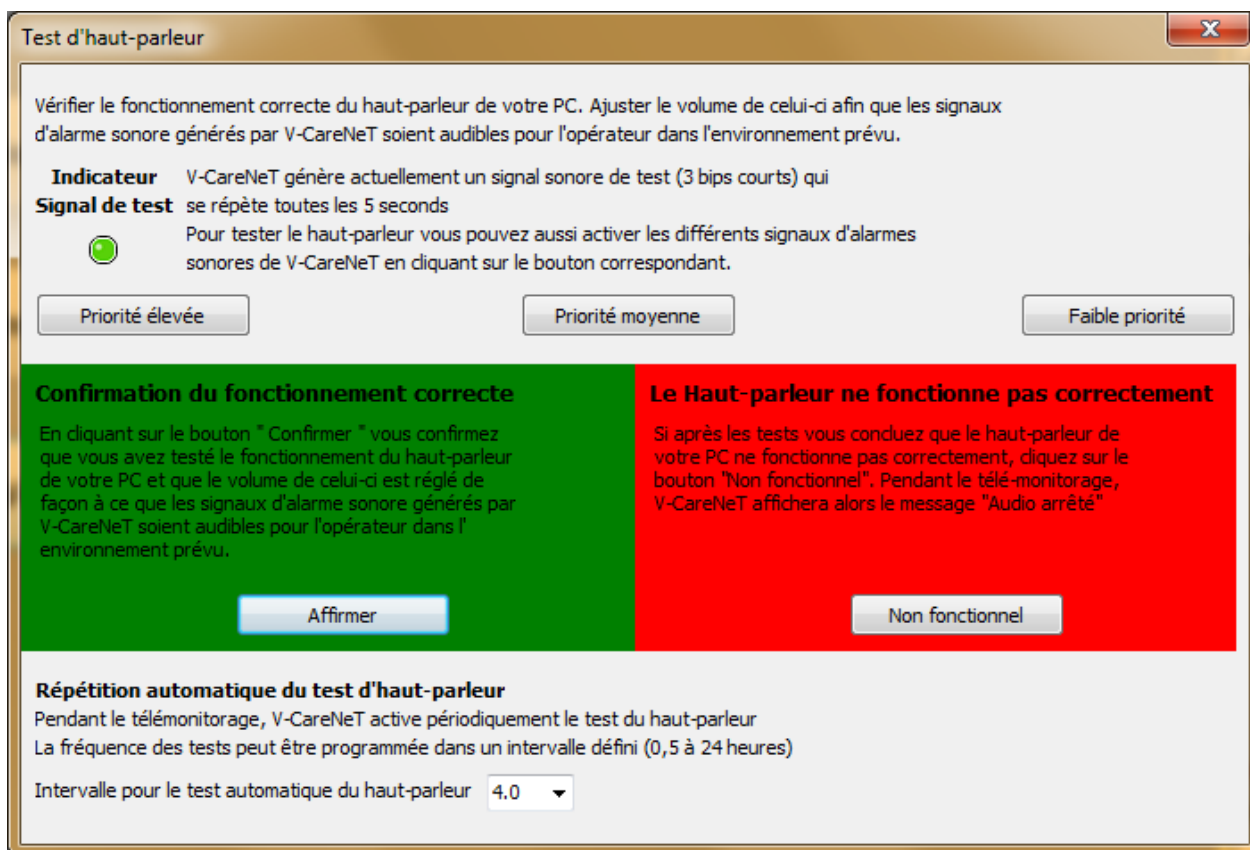 Test d'haut-parleur
Vérifier le fonctionnement correcte du haut-parleur de votre PC. Ajuster le volume de celui-ci afin que les signaux
d'alarme sonore générés par V-CareNeT soient audibles pour l'opérateur dans l'environnement prévu.
Indicateur
Signal de test
V-CareNeT génère actuellement un signal sonore de test (3 bips courts) qui
se répète toutes les 5 seconds
Pour tester le haut-parleur vous pouvez aussi activer les différents signaux d'alarmes
sonores de V-CareNeT en cliquant sur le bouton correspondant.
Priorité élevée
Priorité moyenne
Faible priorité
Confirmation du fonctionnement correcte
En cliquant sur le bouton " Confirmer " vous confirmez
que vous avez testé le fonctionnement du haut-parleur
de votre PC et que le volume de celui-ci est réglé de
façon à ce que les signaux d'alarme sonore générés par
V-CareNeT soient audibles pour l'opérateur dans l'
environnement prévu.
Affirmer
Le Haut-parleur ne fonctionne pas correctement
Si après les tests vous concluez que le haut-parleur de
votre PC ne fonctionne pas correctement, cliquez sur le
bouton "Non fonctionnel". Pendant le télé-monitorage,
V-CareNeT affichera alors le message "Audio arrêté"
Non fonctionnel
Répétition automatique du test d'haut-parleur
Pendant le télémonitorage, V-CareNeT active périodiquement le test du haut-parleur
La fréquence des tests peut être programmée dans un intervalle défini (0,5 à 24 heures)
Intervalle pour le test automatique du haut-parleur 4.0